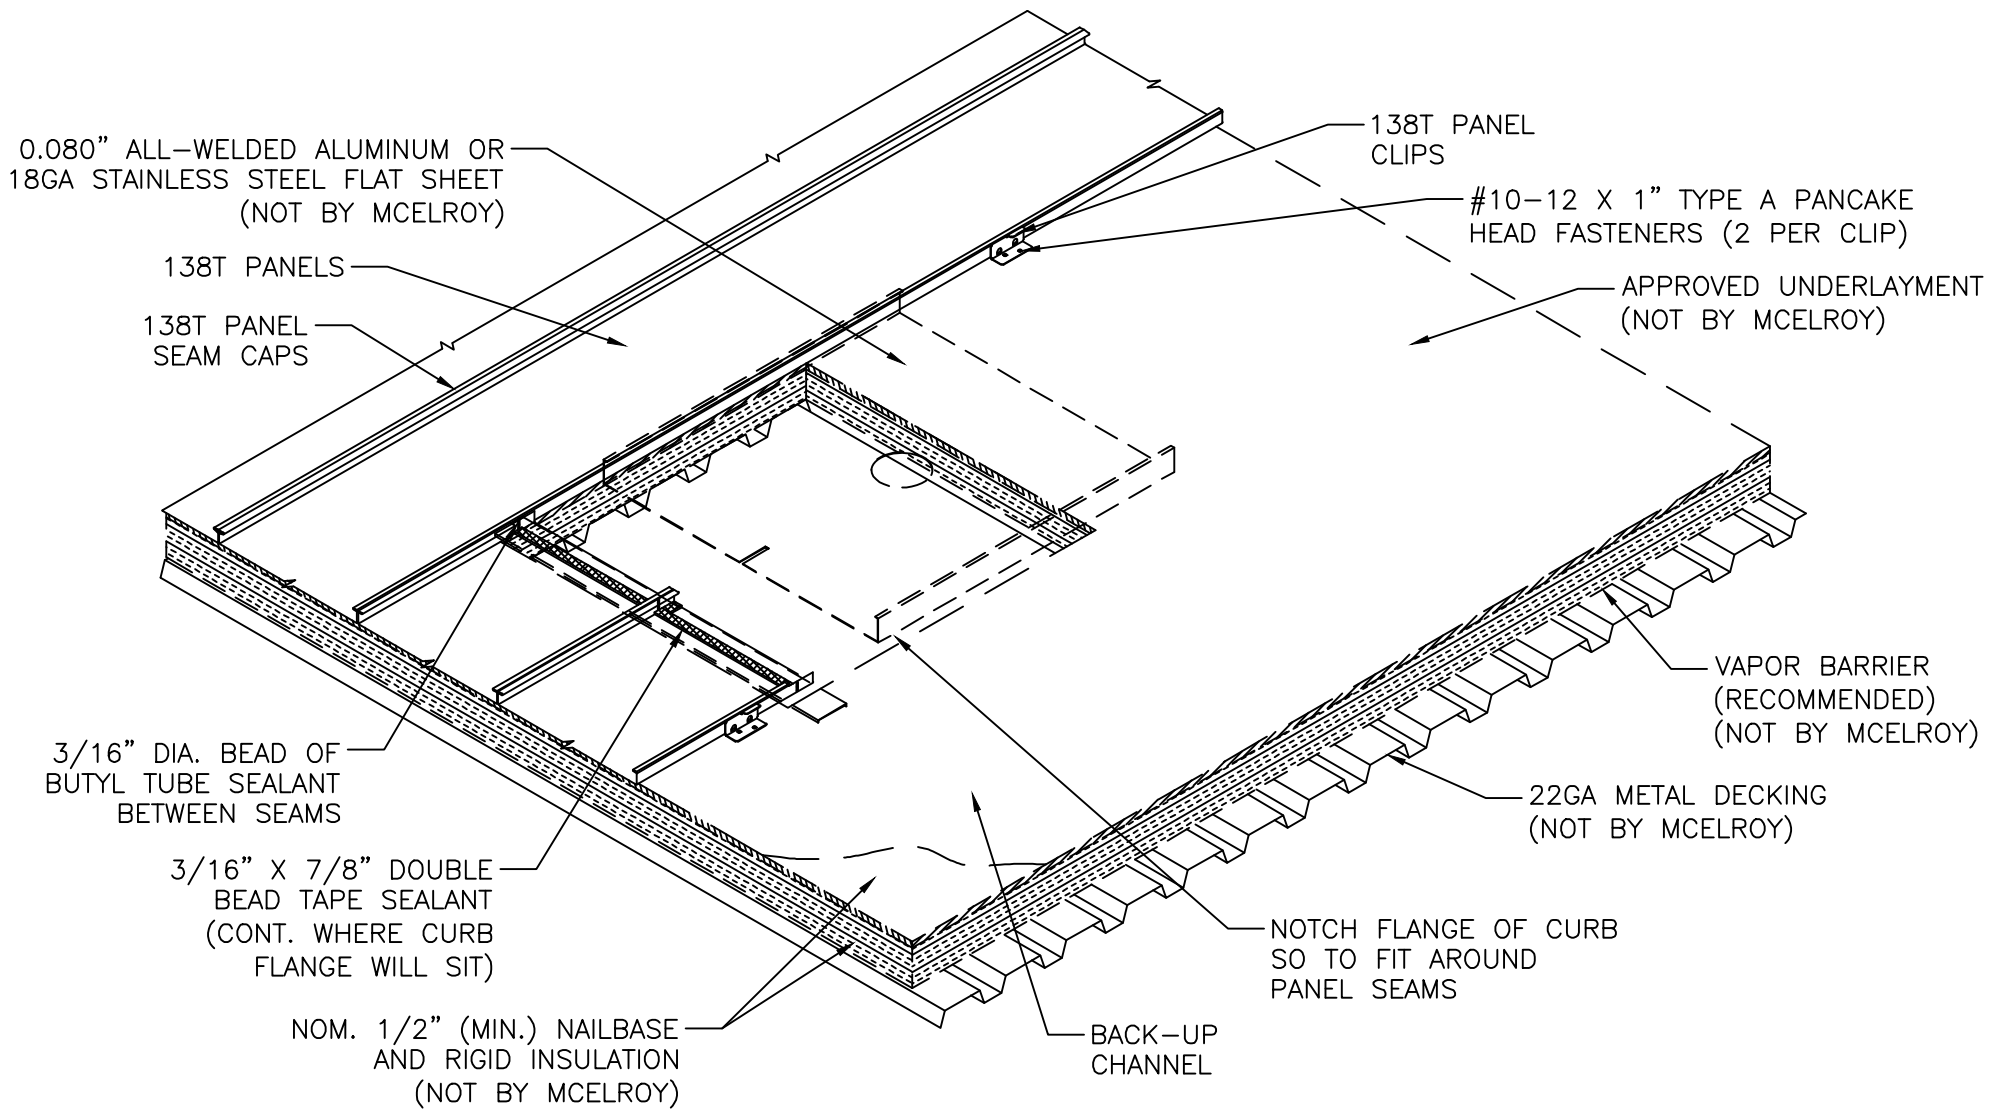 0.080” ALL-WELDED ALUMINUM OR
18GA STAINLESS STEEL FLAT SHEET
(NOT BY MCELROY)
138T PANELS
138T PANEL
SEAM CAPS
138T PANEL
CLIPS
#10-12 X 1” TYPE A PANCAKE
HEAD FASTENERS (2 PER CLIP)
APPROVED UNDERLAYMENT
(NOT BY MCELROY)
VAPOR BARRIER
(RECOMMENDED)
(NOT BY MCELROY)
22GA METAL DECKING
(NOT BY MCELROY)
3/16” DIA. BEAD OF
BUTYL TUBE SEALANT
BETWEEN SEAMS
3/16” X 7/8” DOUBLE
BEAD TAPE SEALANT
(CONT. WHERE CURB
FLANGE WILL SIT)
NOM. 1/2” (MIN.) NAILBASE
AND RIGID INSULATION
(NOT BY MCELROY)
NOTCH FLANGE OF CURB
SO TO FIT AROUND
PANEL SEAMS
BACK-UP
CHANNEL